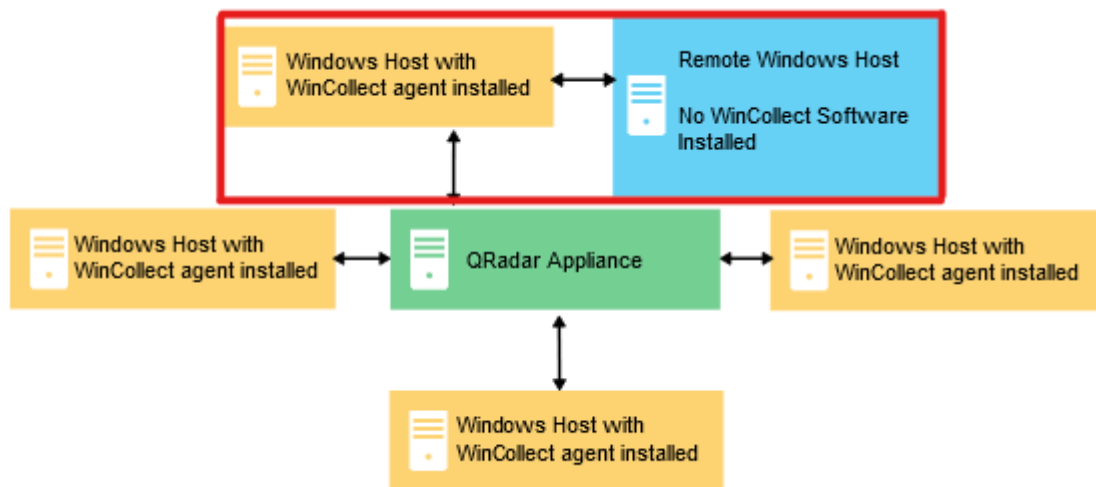 Windows Host with
WinCollect agent installed
Remote Windows Host
No WinCollect Software
Installed
Windows Host with
WinCollect agent installed
QRadar Appliance
Windows Host with
WinCollect agent installed
Windows Host with
WinCollect agent installed